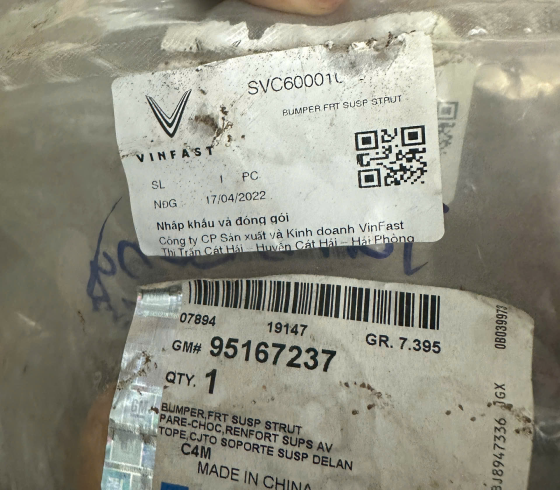 BUMPER FRT SUSP STRUT
VINFAST
SL 1 PC
NĐG 17/04/2022
Nhập khẩu và đóng gói
Công ty CP Sản xuất và Kinh doanh VinFast
Thị Trấn Cát Hải - Huyện Cát Hải - Hải Phòng
07894 19147 GR. 7.395
GM# 95167237
QTY. 1
BUMPER,FRT SUSP STRUT
PARE-CHOC,RENFORT SUPS AV
TOPE,CJTO SOPORTE SUSP DELAN
C4M
MADE IN CHINA